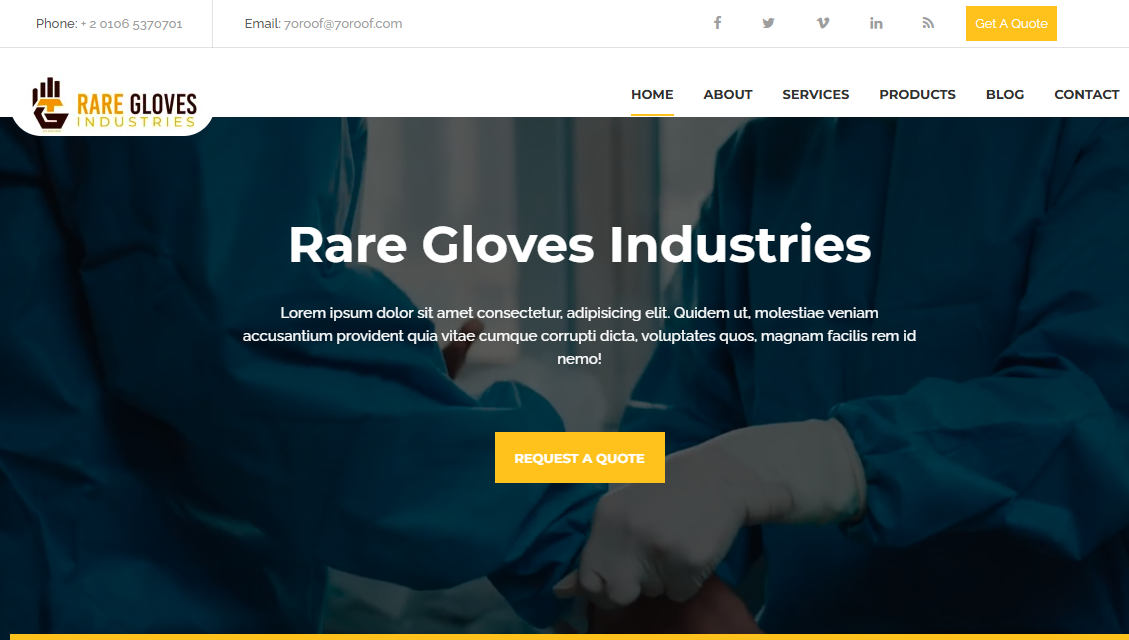 Phone: + 2 0106 5370701
Email: 7oroof@7oroof.com
Get A Quote
RARE GLOVES
INDUSTRIES
HOME ABOUT SERVICES PRODUCTS BLOG CONTACT
Rare Gloves Industries
Lorem ipsum dolor sit amet consectetur, adipisicing elit. Quidem ut, molestiae veniam
accusantium provident quia vitae cumque corrupti dicta, voluptates quos, magnam facilis rem id
nemo!
REQUEST A QUOTE